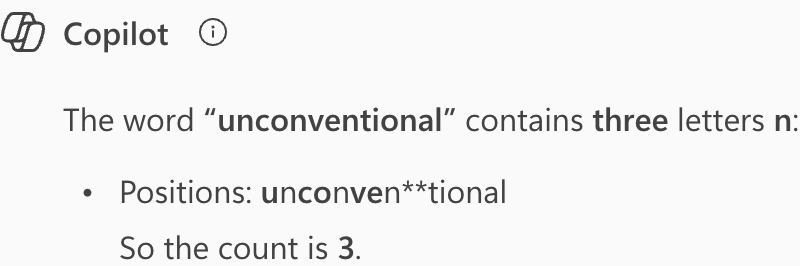 Copilot
The word “unconventional” contains three letters n:
• Positions: unconven**tional
So the count is 3.